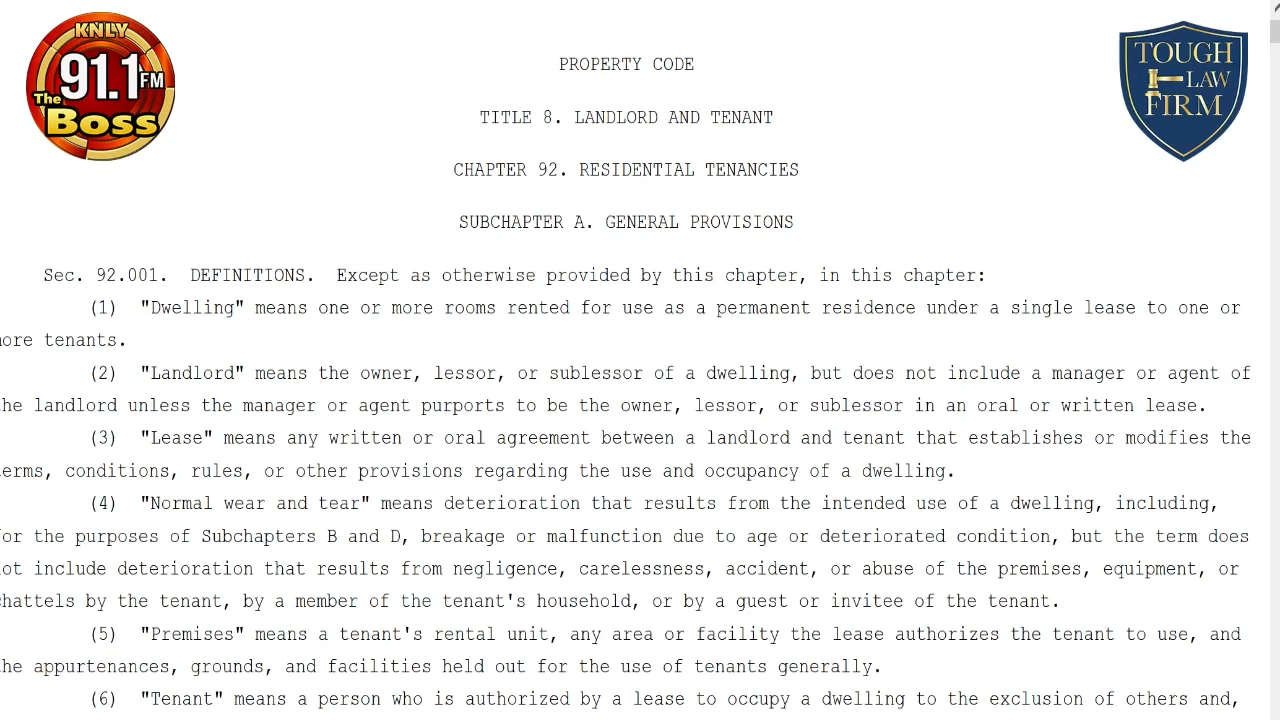 KNLY
91.1 FM
The
Boss
TOUGH
LAW
FIRM
PROPERTY CODE
TITLE 8. LANDLORD AND TENANT
CHAPTER 92. RESIDENTIAL TENANCIES
SUBCHAPTER A. GENERAL PROVISIONS
Sec. 92.001. DEFINITIONS. Except as otherwise provided by this chapter, in this chapter:
(1) "Dwelling" means one or more rooms rented for use as a permanent residence under a single lease to one or
ore tenants.
(2) "Landlord" means the owner, lessor, or sublessor of a dwelling, but does not include a manager or agent of
he landlord unless the manager or agent purports to be the owner, lessor, or sublessor in an oral or written lease.
(3) "Lease" means any written or oral agreement between a landlord and tenant that establishes or modifies the
erms, conditions, rules, or other provisions regarding the use and occupancy of a dwelling.
(4) "Normal wear and tear" means deterioration that results from the intended use of a dwelling, including,
or the purposes of Subchapters B and D, breakage or malfunction due to age or deteriorated condition, but the term does
ot include deterioration that results from negligence, carelessness, accident, or abuse of the premises, equipment, or
hattels by the tenant, by a member of the tenant's household, or by a guest or invitee of the tenant.
(5) "Premises" means a tenant's rental unit, any area or facility the lease authorizes the tenant to use, and
he appurtenances, grounds, and facilities held out for the use of tenants generally.
(6) "Tenant" means a person who is authorized by a lease to occupy a dwelling to the exclusion of others and,